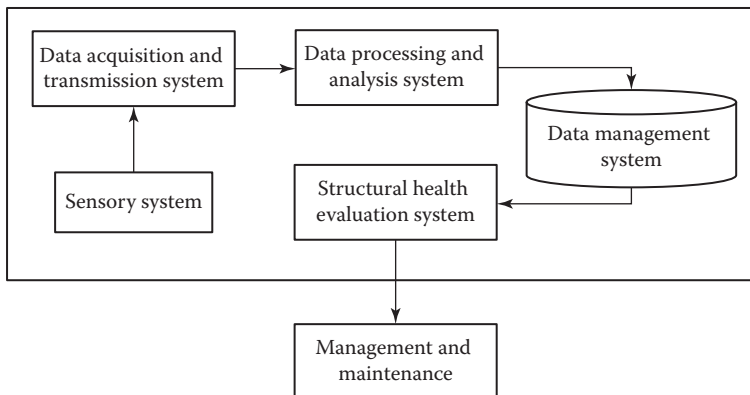 Data acquisition and
transmission system
Data processing and
analysis system
Data management
system
Sensory system
Structural health
evaluation system
Management and
maintenance